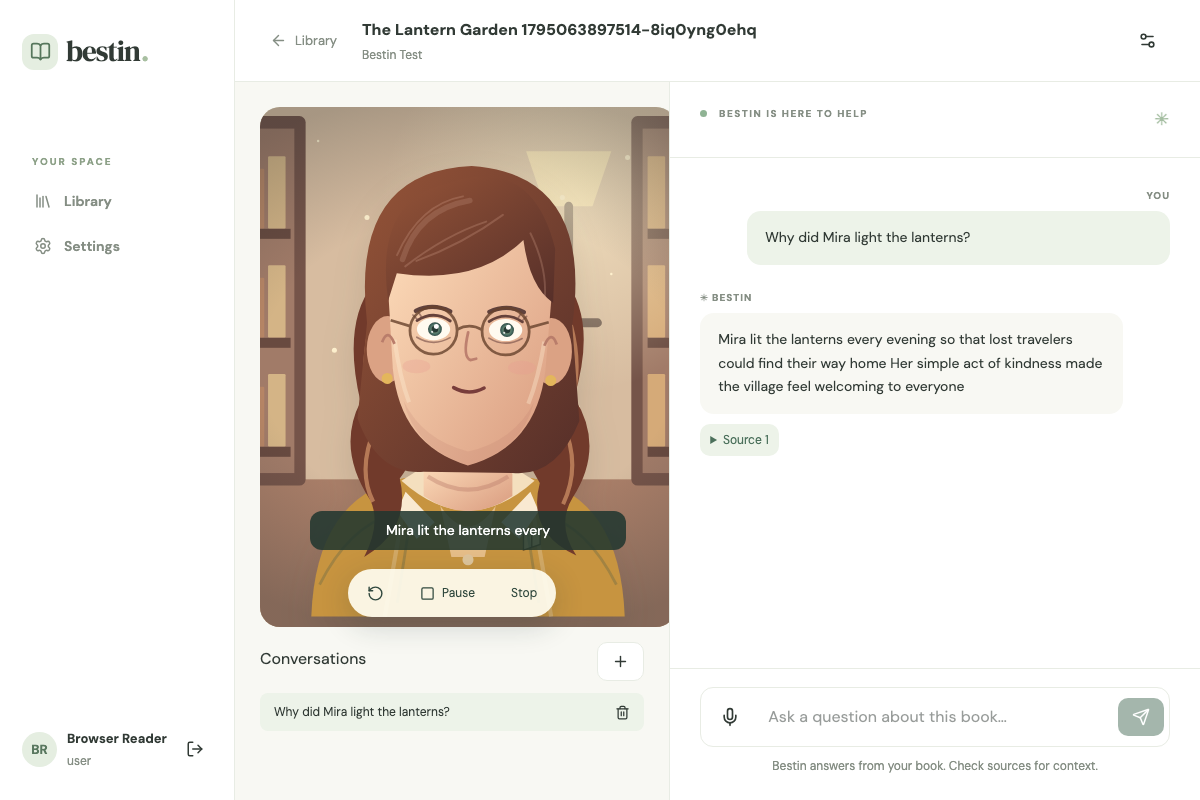 bestin.
YOUR SPACE
Library
Settings
BR
Browser Reader
user
Library
The Lantern Garden 1795063897514-8iq0yng0ehq
Bestin Test
Mira lit the lanterns every
Pause
Stop
Conversations
Why did Mira light the lanterns?
BESTIN IS HERE TO HELP
YOU
Why did Mira light the lanterns?
BESTIN
Mira lit the lanterns every evening so that lost travelers
could find their way home Her simple act of kindness made
the village feel welcoming to everyone
Source 1
Ask a question about this book...
Bestin answers from your book. Check sources for context.